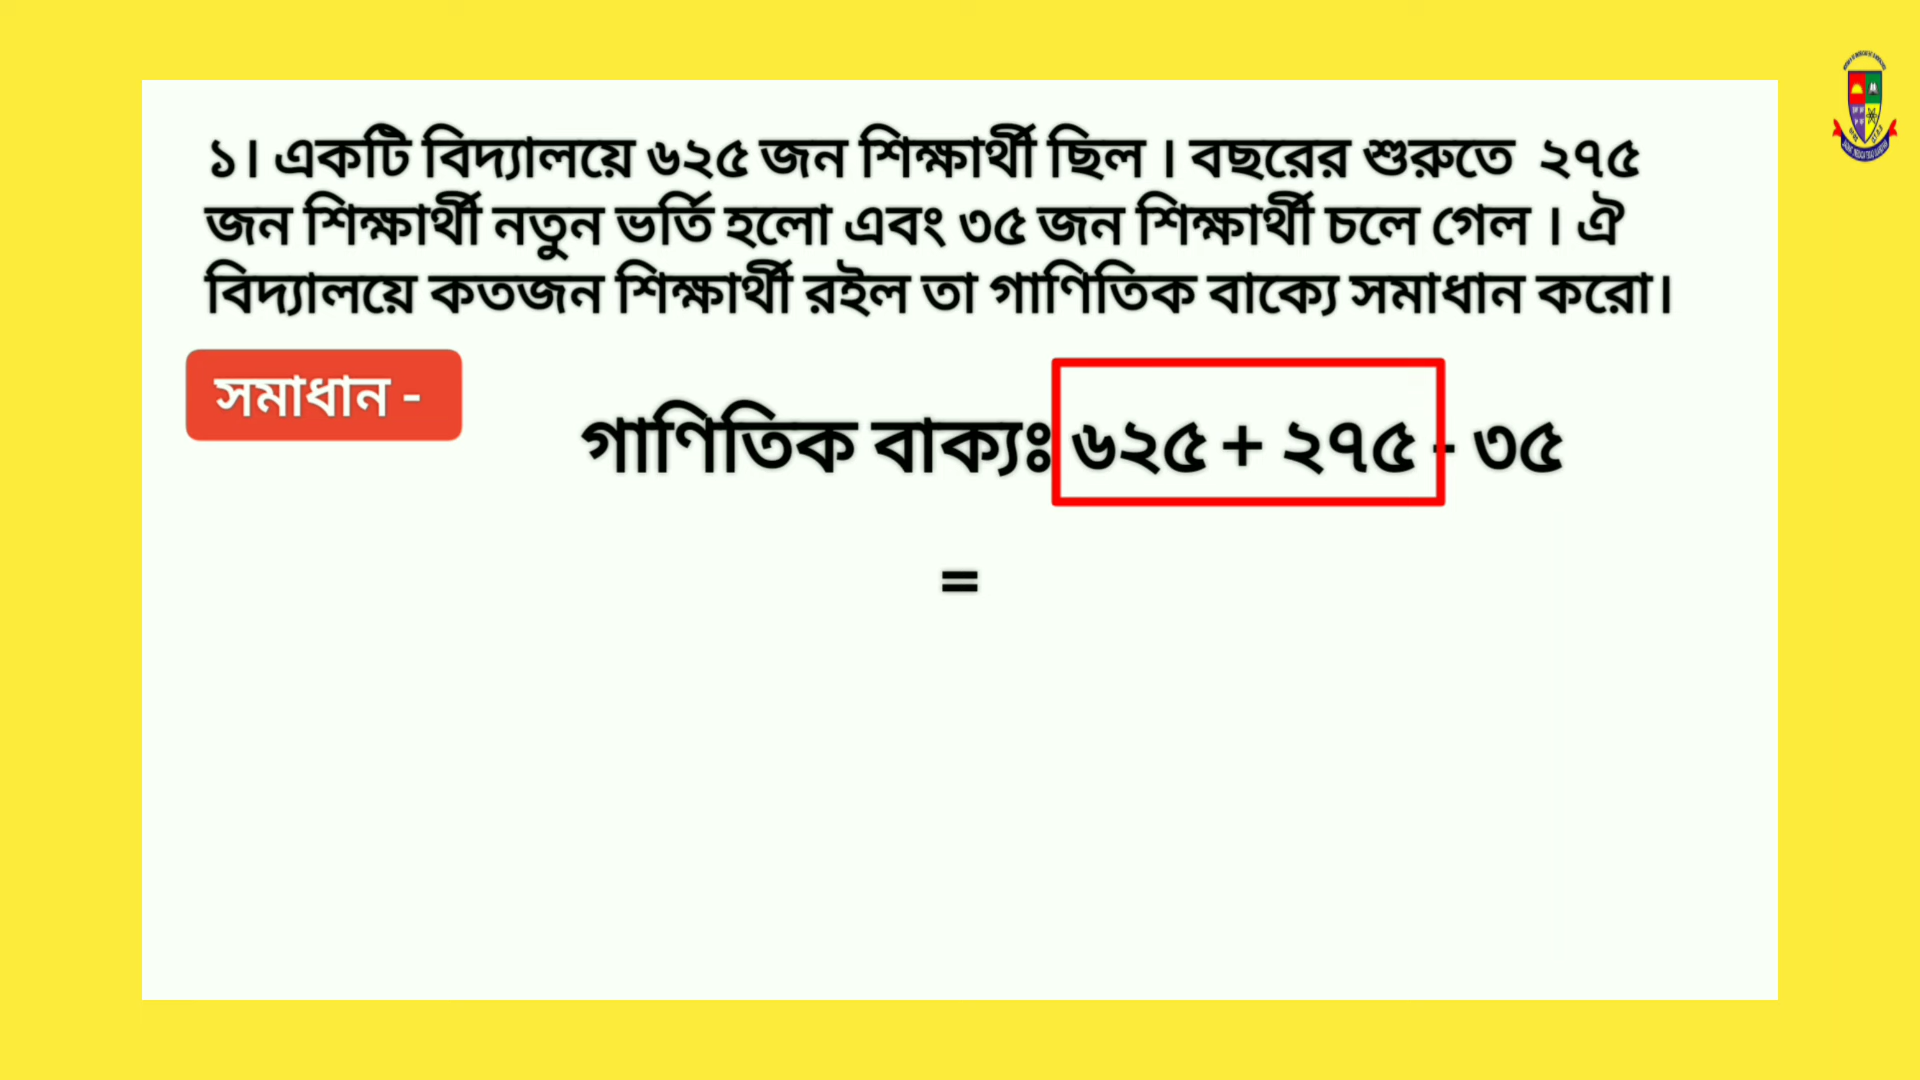 ১। একটি বিদ্যালয়ে ৬২৫ জন শিক্ষার্থী ছিল । বছরের শুরুতে ২৭৫
জন শিক্ষার্থী নতুন ভর্তি হলো এবং ৩৫ জন শিক্ষার্থী চলে গেল । ঐ
বিদ্যালয়ে কতজন শিক্ষার্থী রইল তা গাণিতিক বাক্যে সমাধান করো।
সমাধান -
গাণিতিক বাক্যঃ ৬২৫ + ২৭৫ - ৩৫
=